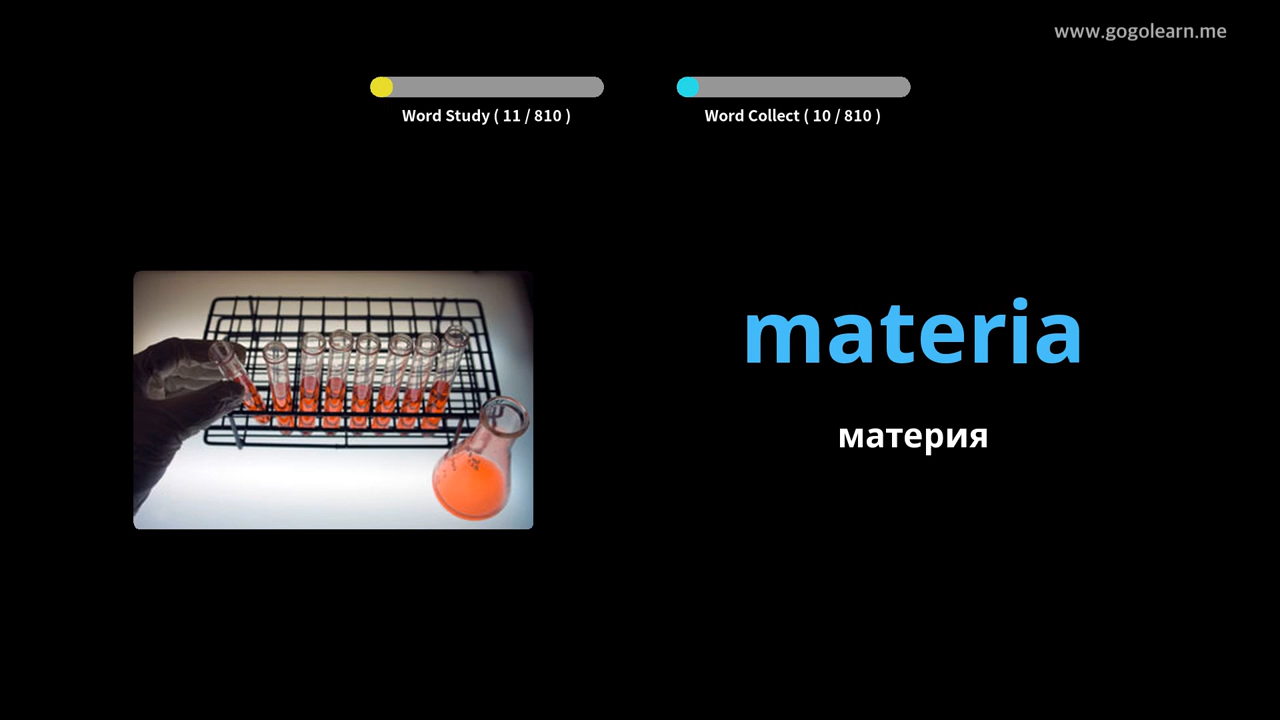 www.gogolearn.me
Word Study ( 11 / 810 )
Word Collect ( 10 / 810 )
materia
материя